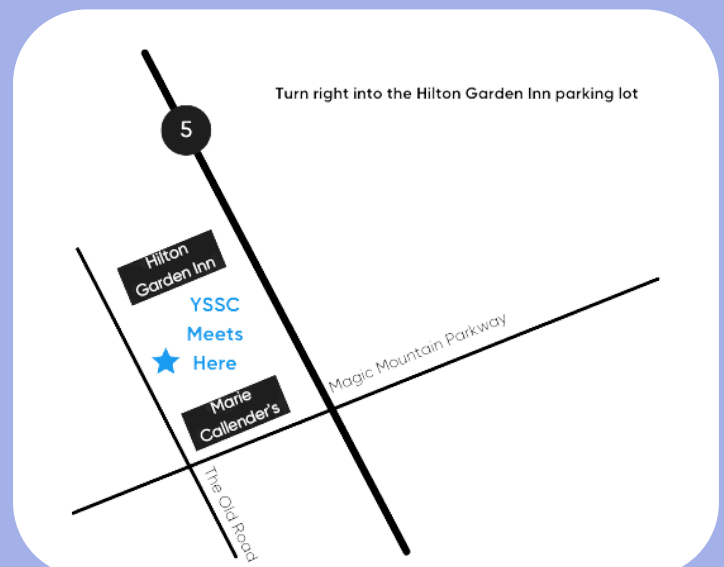 Turn right into the Hilton Garden Inn parking lot
5
Hilton
Garden Inn
YSSC
Meets
Here
Magic Mountain Parkway
Marie
Callender's
The Old Road